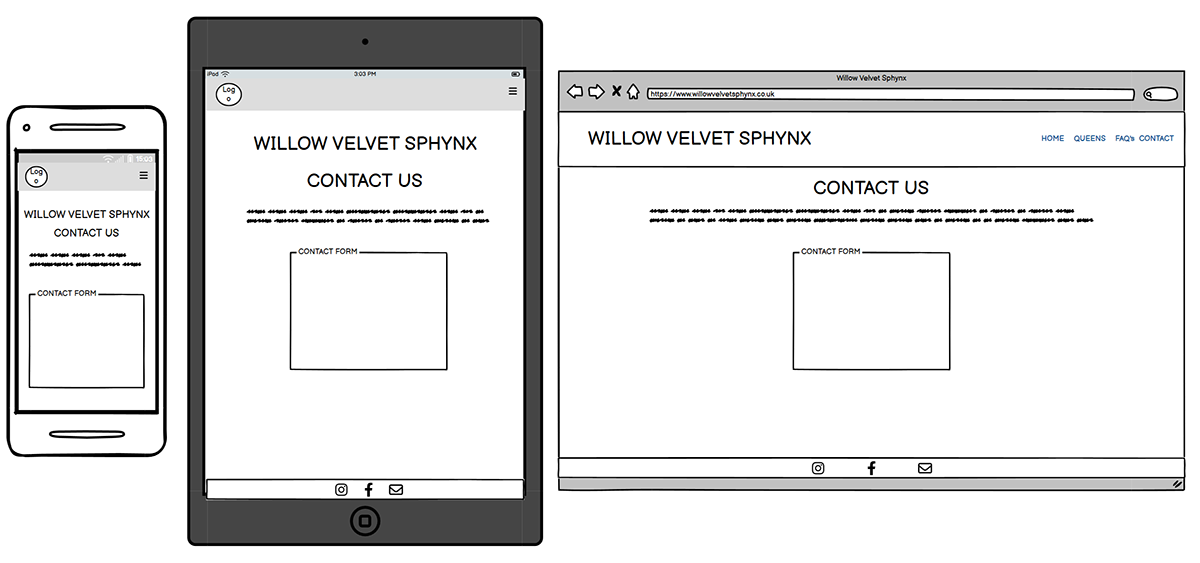 15:03
Log
o
WILLOW VELVET SPHYNX
CONTACT US
CONTACT FORM
iPad 3:03 PM
Log
o
WILLOW VELVET SPHYNX
CONTACT US
CONTACT FORM
Willow Velvet Sphynx
https://www.willowvelvetsphynx.co.uk
WILLOW VELVET SPHYNX HOME QUEENS FAQ's CONTACT
CONTACT US
CONTACT FORM